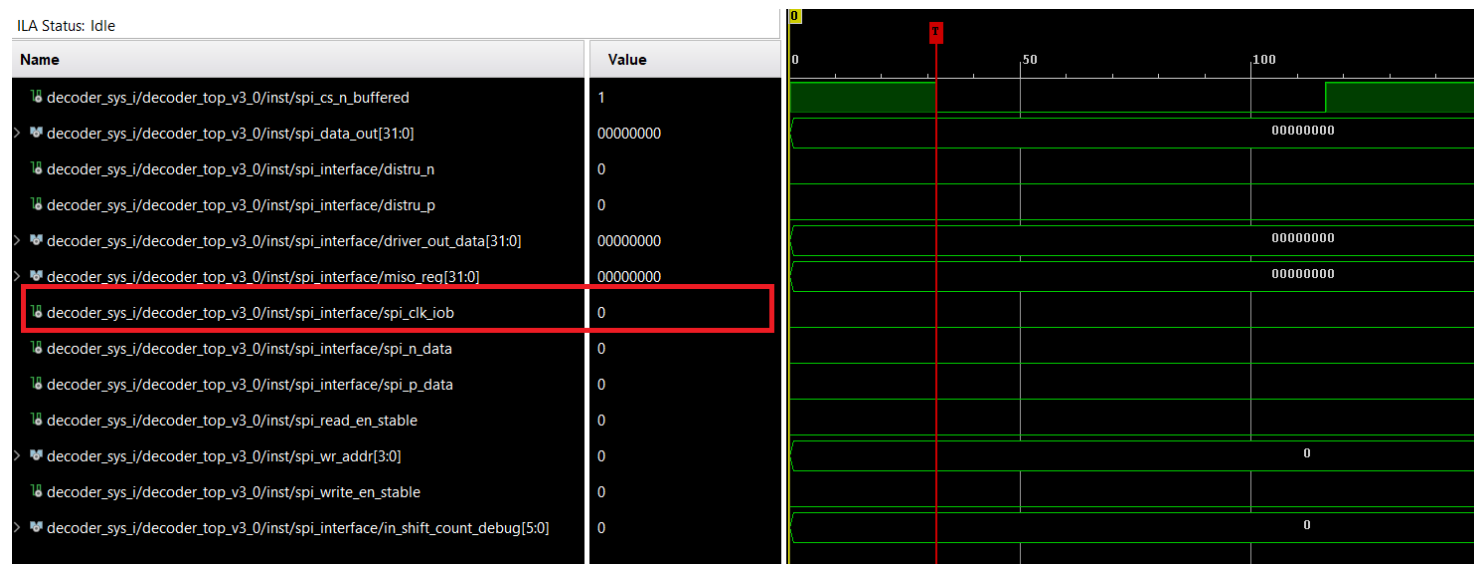 ILA Status: Idle
Name Value
0
T
0 50 100
decoder_sys_i/decoder_top_v3_0/inst/spi_cs_n_buffered 1
> decoder_sys_i/decoder_top_v3_0/inst/spi_data_out[31:0] 00000000 00000000
decoder_sys_i/decoder_top_v3_0/inst/spi_interface/distru_n 0
decoder_sys_i/decoder_top_v3_0/inst/spi_interface/distru_p 0
> decoder_sys_i/decoder_top_v3_0/inst/spi_interface/driver_out_data[31:0] 00000000 00000000
> decoder_sys_i/decoder_top_v3_0/inst/spi_interface/miso_reg[31:0] 00000000 00000000
decoder_sys_i/decoder_top_v3_0/inst/spi_interface/spi_clk_iob 0
decoder_sys_i/decoder_top_v3_0/inst/spi_interface/spi_n_data 0
decoder_sys_i/decoder_top_v3_0/inst/spi_interface/spi_p_data 0
decoder_sys_i/decoder_top_v3_0/inst/spi_read_en_stable 0
> decoder_sys_i/decoder_top_v3_0/inst/spi_wr_addr[3:0] 0 0
decoder_sys_i/decoder_top_v3_0/inst/spi_write_en_stable 0
> decoder_sys_i/decoder_top_v3_0/inst/spi_interface/in_shift_count_debug[5:0] 0 0